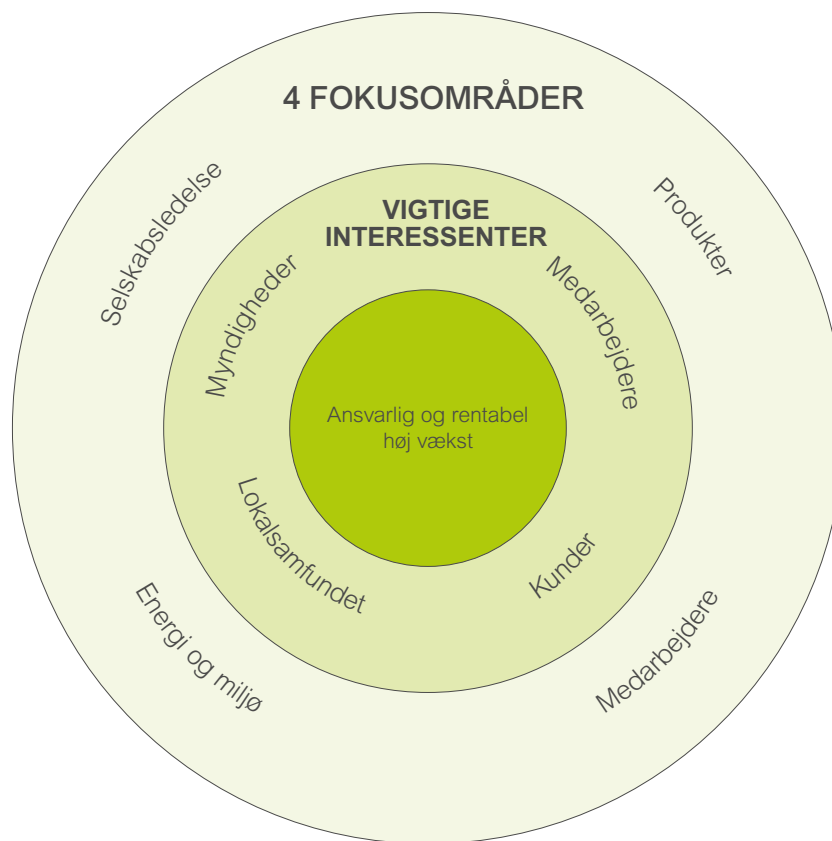 4 FOKUSOMRÅDER
Selskabsledelse
Produkter
VIGTIGE
INTERESSENTER
Myndigheder
Medarbejdere
Ansvarlig og rentabel
høj vækst
Lokalsamfundet
Kunder
Energi og miljø
Medarbejdere